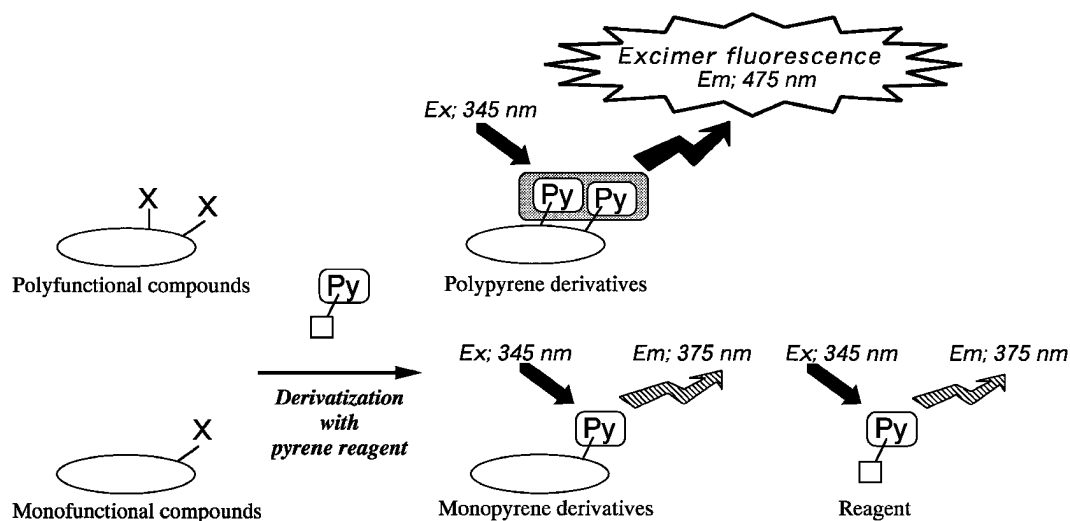 Excimer fluorescence
Em; 475 nm
Ex; 345 nm
Py Py
X X
Polyfunctional compounds
Polypyrene derivatives
Py
Ex; 345 nm Em; 375 nm Ex; 345 nm Em; 375 nm
Derivatization
with
pyrene reagent
X
Py Py
Monofunctional compounds
Monopyrene derivatives
Reagent